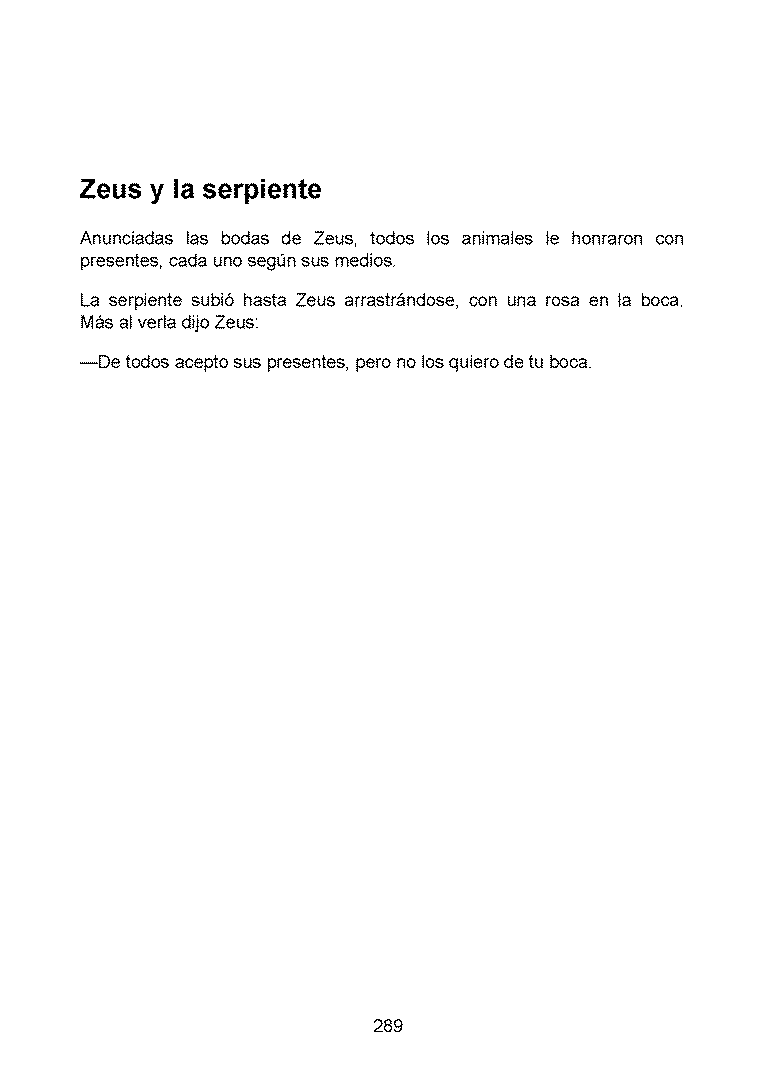 Zeus y la serpiente
Anunciadas las bodas de Zeus, todos los animales le honraron con
presentes, cada uno según sus medios.
La serpiente subió hasta Zeus arrastrándose, con una rosa en la boca.
Más al verla dijo Zeus:
—De todos acepto sus presentes, pero no los quiero de tu boca.
289